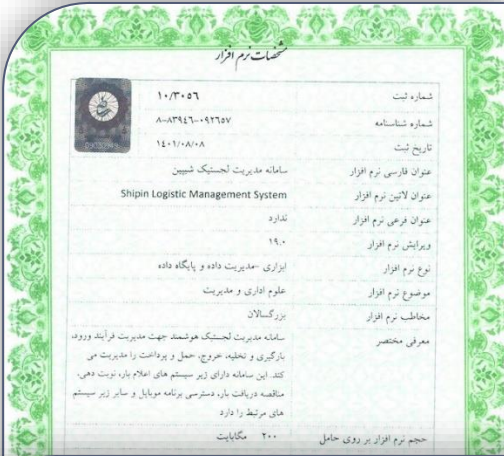 مشخصات نرم افزار
شماره ثبت ۱۰/۳۰۵۷
شماره شناسنامه ۸-۸۳۹۴۶-۰۹۲۶۵۷
تاریخ ثبت ۱۴۰۱/۰۸/۰۸
عنوان فارسی نرم افزار سامانه مدیریت لجستیک شیپین
عنوان لاتین نرم افزار Shipin Logistic Management System
عنوان فرعی نرم افزار ندارد
ویرایش نرم افزار ۱۹.۰
نوع نرم افزار ابزاری -مدیریت داده و پایگاه داده
موضوع نرم افزار علوم اداری و مدیریت
مخاطب نرم افزار بزرگسالان
معرفی مختصر سامانه مدیریت لجستیک هوشمند جهت مدیریت فرآیند ورود،
بارگیری و تخلیه، خروج، حمل و پرداخت را مدیریت می
کند. این سامانه دارای زیر سیستم های اعلام بار، نوبت دهی،
مناقصه دریافت بار، دسترسی برنامه موبایل و سایر زیر سیستم
های مرتبط را دارد
حجم نرم افزار بر روی حامل ۲۰۰ مگابایت